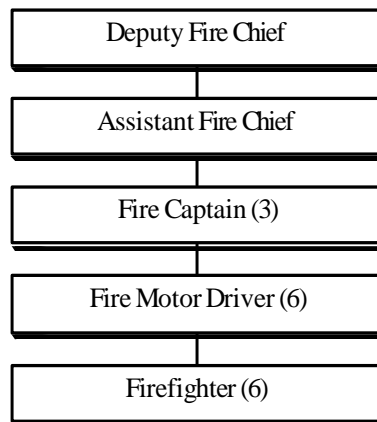 Deputy Fire Chief
Assistant Fire Chief
Fire Captain (3)
Fire Motor Driver (6)
Firefighter (6)